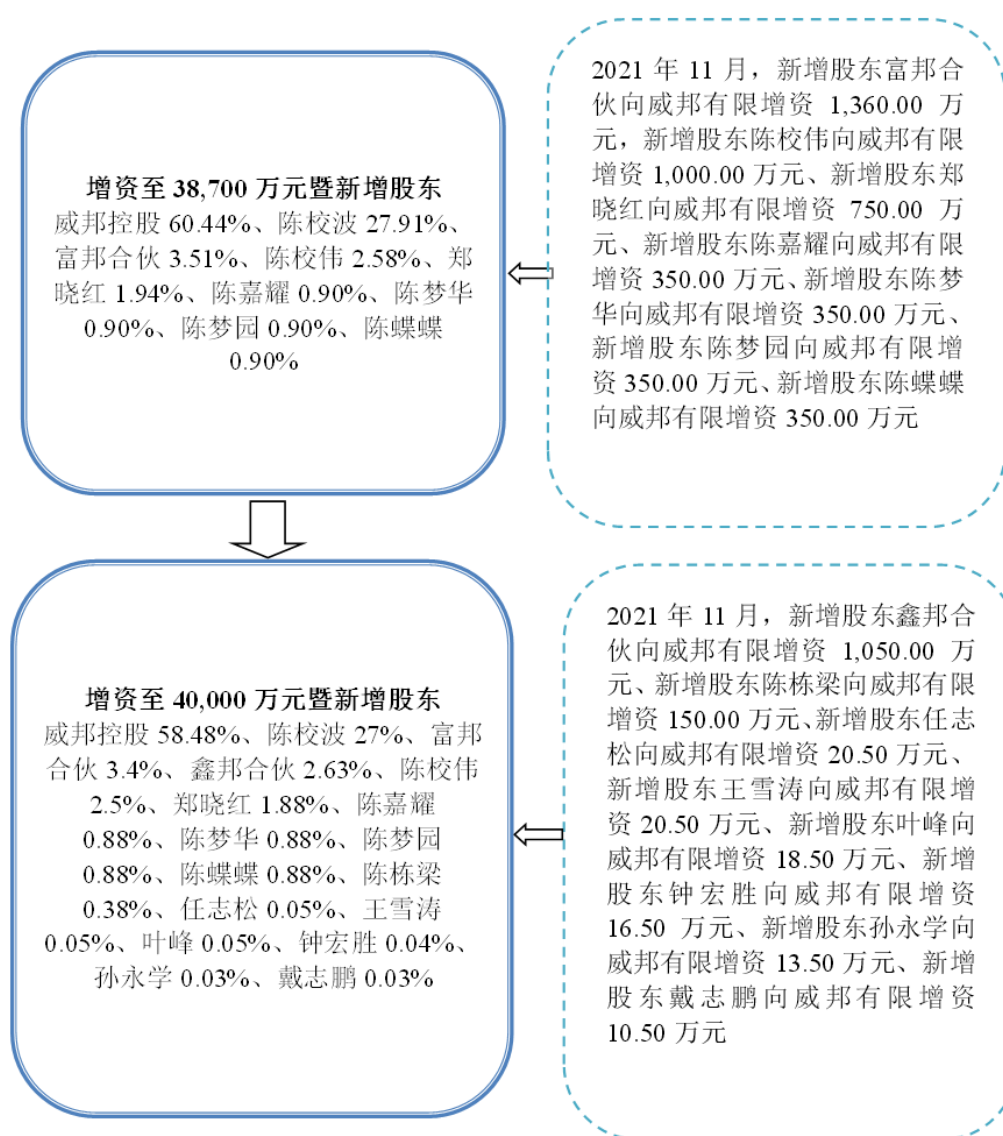 增资至 38,700 万元暨新增股东
威邦控股 60.44%、陈校波 27.91%、
富邦合伙 3.51%、陈校伟 2.58%、郑
晓红 1.94%、陈嘉耀 0.90%、陈梦华
0.90%、陈梦园 0.90%、陈蝶蝶
0.90%
2021 年 11 月，新增股东富邦合
伙向威邦有限增资 1,360.00 万
元，新增股东陈校伟向威邦有限
增资 1,000.00 万元、新增股东郑
晓红向威邦有限增资 750.00 万
元、新增股东陈嘉耀向威邦有限
增资 350.00 万元、新增股东陈梦
华向威邦有限增资 350.00 万元、
新增股东陈梦园向威邦有限增
资 350.00 万元、新增股东陈蝶蝶
向威邦有限增资 350.00 万元
增资至 40,000 万元暨新增股东
威邦控股 58.48%、陈校波 27%、富邦
合伙 3.4%、鑫邦合伙 2.63%、陈校伟
2.5%、郑晓红 1.88%、陈嘉耀
0.88%、陈梦华 0.88%、陈梦园
0.88%、陈蝶蝶 0.88%、陈栋梁
0.38%、任志松 0.05%、王雪涛
0.05%、叶峰 0.05%、钟宏胜 0.04%、
孙永学 0.03%、戴志鹏 0.03%
2021 年 11 月，新增股东鑫邦合
伙向威邦有限增资 1,050.00 万
元、新增股东陈栋梁向威邦有限
增资 150.00 万元、新增股东任志
松向威邦有限增资 20.50 万元、
新增股东王雪涛向威邦有限增
资 20.50 万元、新增股东叶峰向
威邦有限增资 18.50 万元、新增
股东钟宏胜向威邦有限增资
16.50 万元、新增股东孙永学向
威邦有限增资 13.50 万元、新增
股东戴志鹏向威邦有限增资
10.50 万元